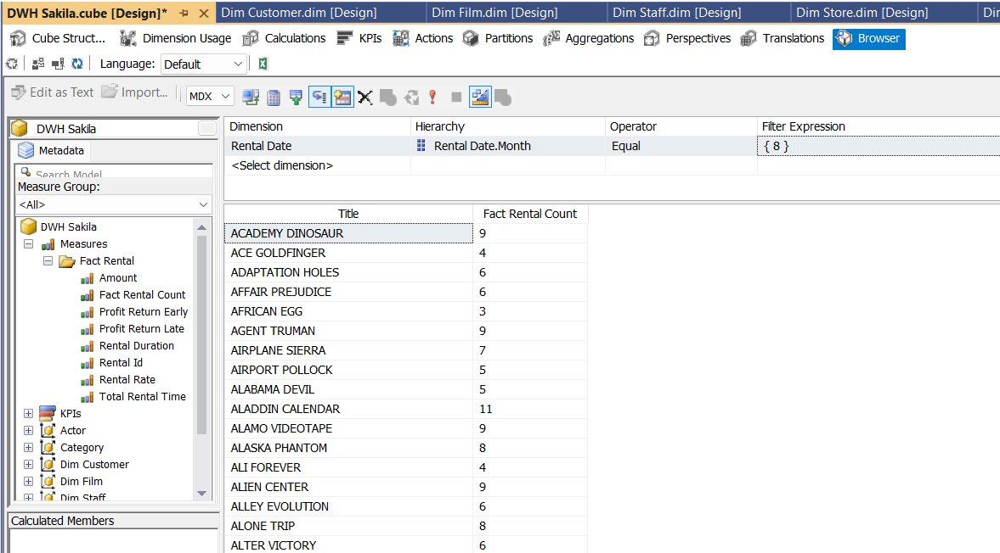 DWH Sakila.cube [Design]* Dim Customer.dim [Design] Dim Film.dim [Design] Dim Staff.dim [Design] Dim Store.dim [Design] Dir
Cube Struct... Dimension Usage Calculations KPIs Actions Partitions Aggregations Perspectives Translations Browser
Language: Default
Edit as Text Import... MDX
DWH Sakila
Metadata
Search Model
Measure Group:
<All>
DWH Sakila
Measures
Fact Rental
Amount
Fact Rental Count
Profit Return Early
Profit Return Late
Rental Duration
Rental Id
Rental Rate
Total Rental Time
KPIs
Actor
Category
Dim Customer
Dim Film
Dim Staff
Calculated Members
Dimension Hierarchy Operator Filter Expression
Rental Date Rental Date.Month Equal { 8 }
<Select dimension>
Title Fact Rental Count
ACADEMY DINOSAUR 9
ACE GOLDFINGER 4
ADAPTATION HOLES 6
AFFAIR PREJUDICE 6
AFRICAN EGG 3
AGENT TRUMAN 9
AIRPLANE SIERRA 7
AIRPORT POLLOCK 5
ALABAMA DEVIL 5
ALADDIN CALENDAR 11
ALAMO VIDEOTAPE 9
ALASKA PHANTOM 8
ALI FOREVER 4
ALIEN CENTER 9
ALLEY EVOLUTION 6
ALONE TRIP 8
ALTER VICTORY 6